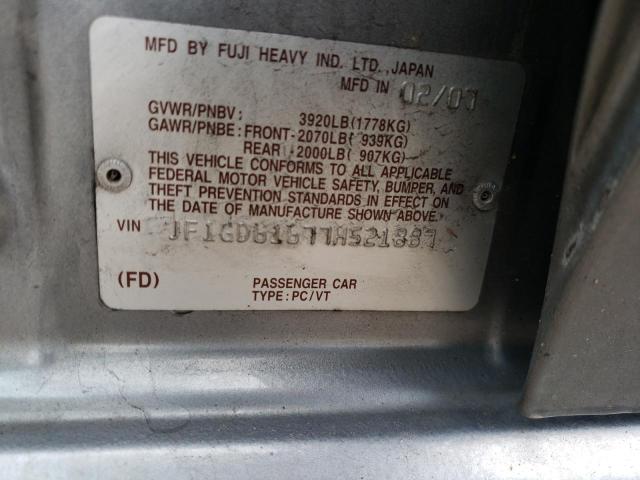 MFD BY FUJI HEAVY IND. LTD.,JAPAN
MFD IN 02/07
GVWR/PNBV: 3920LB(1778KG)
GAWR/PNBE: FRONT-2070LB( 939KG)
REAR -2000LB( 907KG)
THIS VEHICLE CONFORMS TO ALL APPLICABLE
FEDERAL MOTOR VEHICLE SAFETY, BUMPER, AND
THEFT PREVENTION STANDARDS IN EFFECT ON
THE DATE OF MANUFACTURE SHOWN ABOVE.
VIN JF1GD61677H521887
(FD) PASSENGER CAR
TYPE:PC/VT